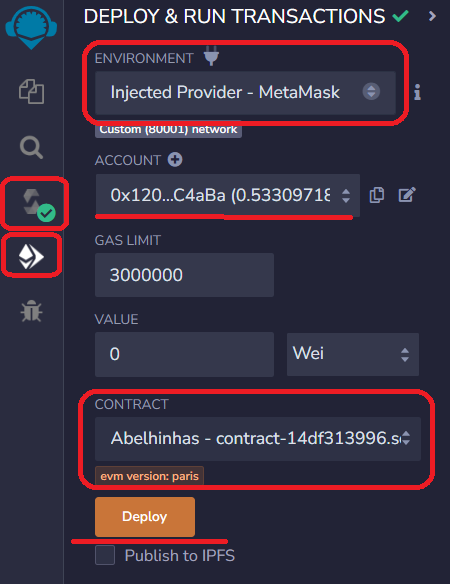 DEPLOY & RUN TRANSACTIONS
ENVIRONMENT
Injected Provider - MetaMask
Custom (80001) network
ACCOUNT
0x120...C4aBa (0.53309718
GAS LIMIT
3000000
VALUE
0
Wei
CONTRACT
Abelhinhas - contract-14df313996.so
evm version: paris
Deploy
Publish to IPFS